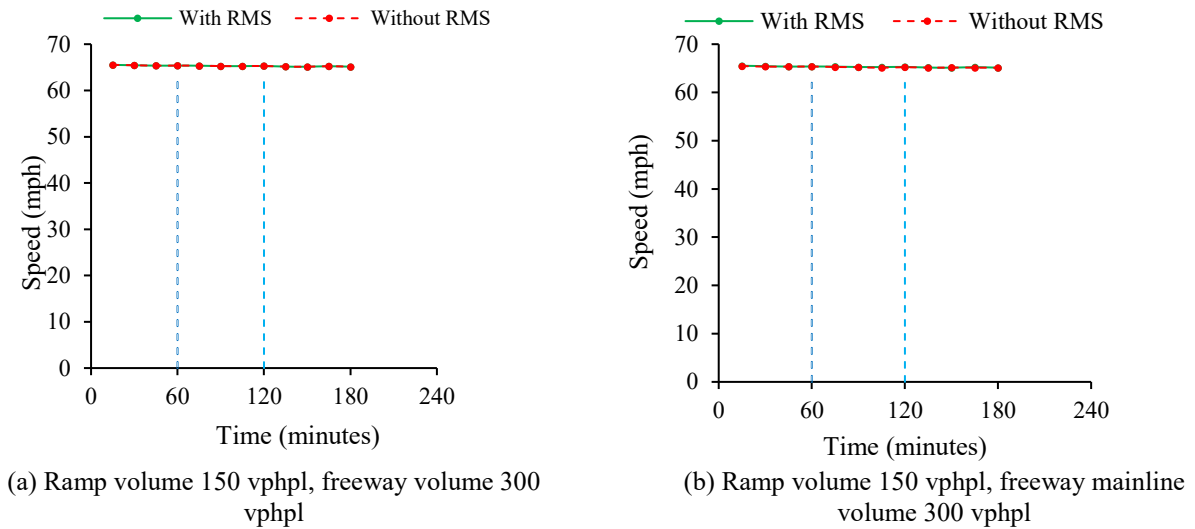 With RMS Without RMS
70
60
50
40
30
20
10
0
Speed (mph)
0 60 120 180 240
Time (minutes)
(a) Ramp volume 150 vphpl, freeway volume 300
vphpl
With RMS Without RMS
70
60
50
40
30
20
10
0
Speed (mph)
0 60 120 180 240
Time (minutes)
(b) Ramp volume 150 vphpl, freeway mainline
volume 300 vphpl